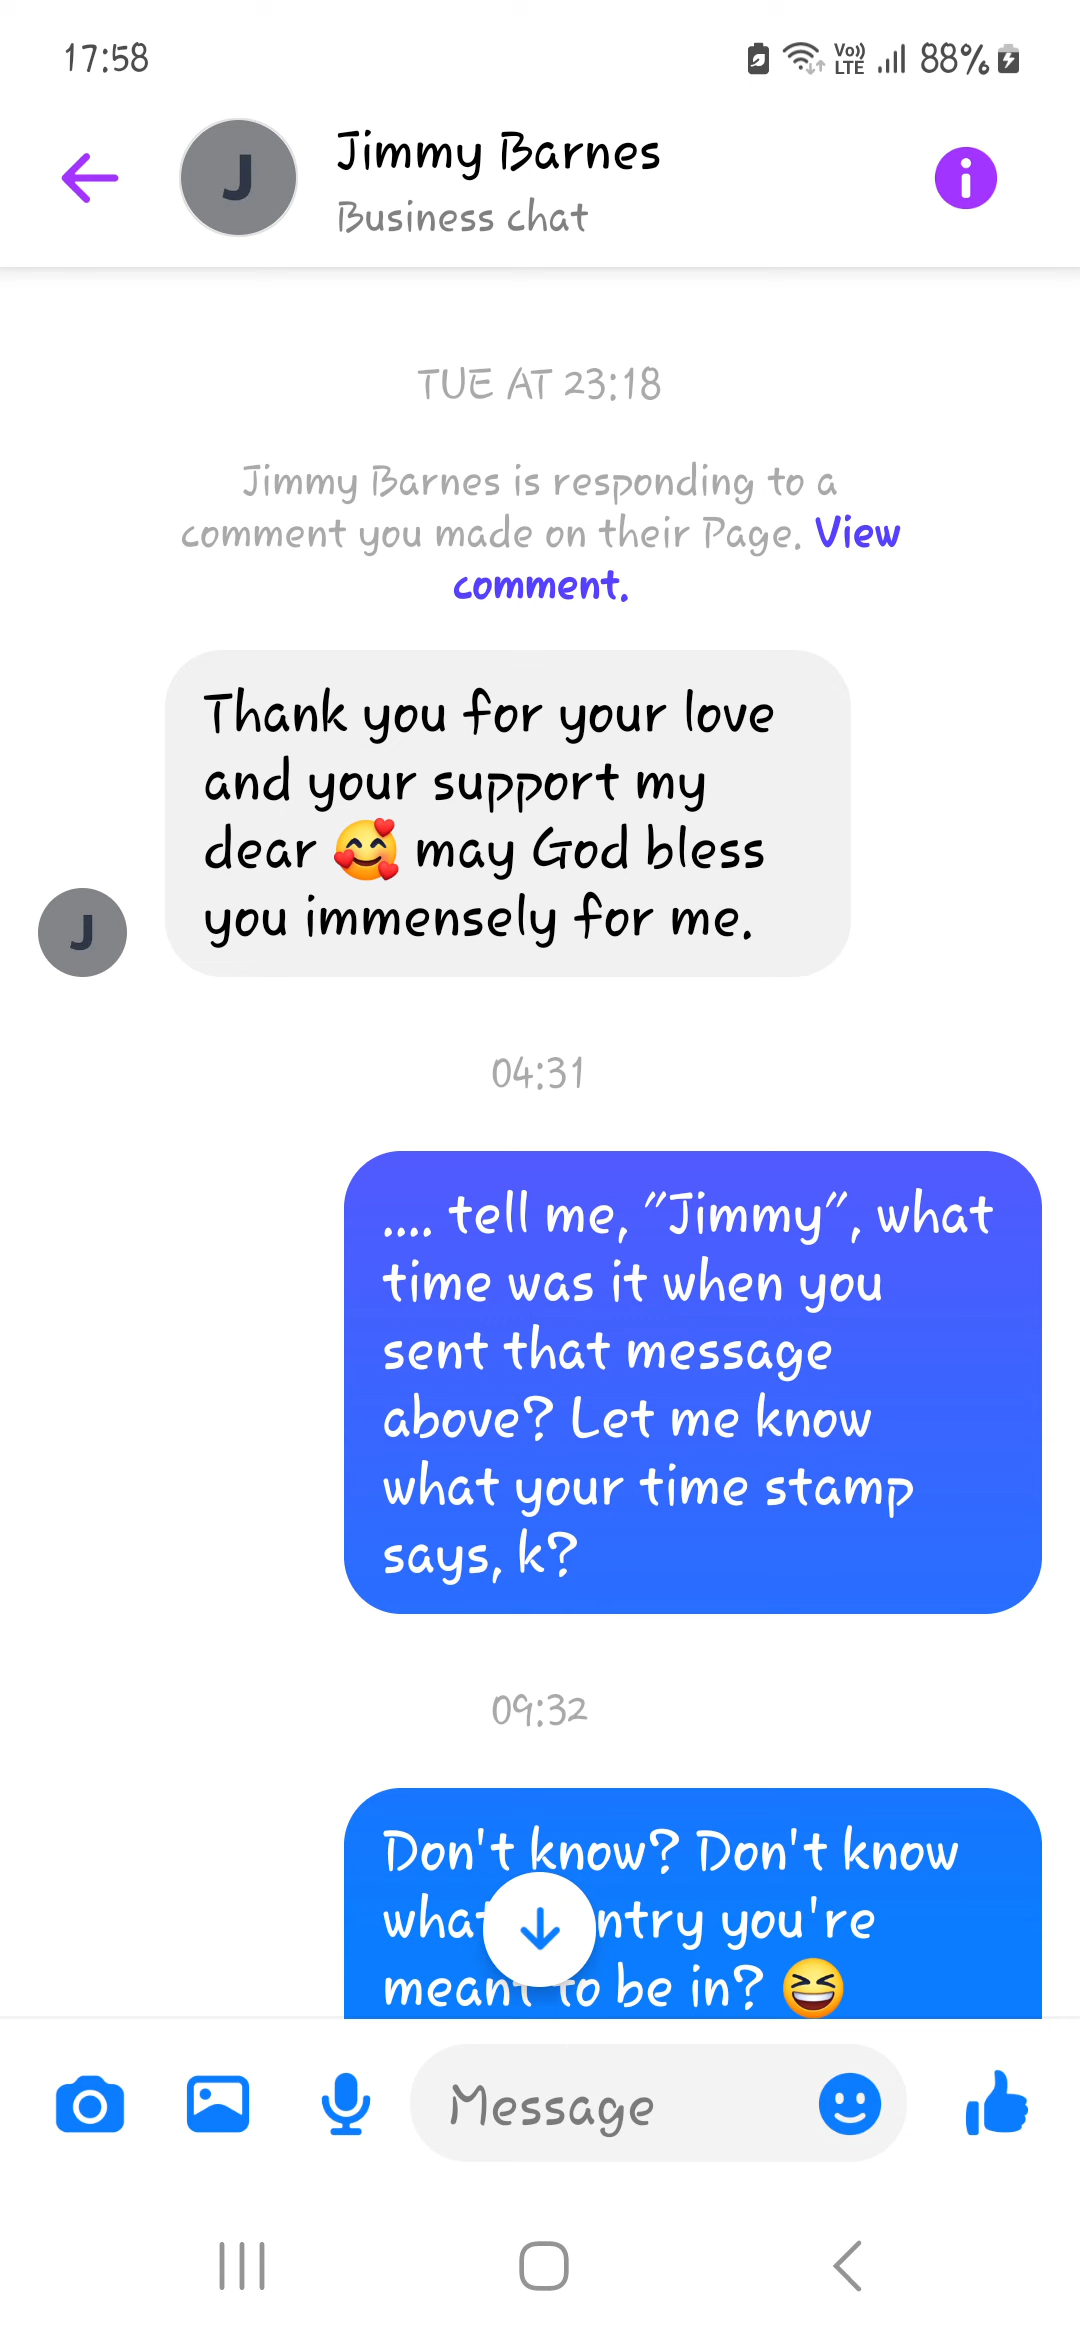 17:58
Vo))
LTE
88%
J
Jimmy Barnes
Business chat
TUE AT 23:18
Jimmy Barnes is responding to a
comment you made on their Page. View
comment.
Thank you for your love
and your support my
dear 🥰 may God bless
you immensely for me.
J
04:31
.... tell me, "Jimmy", what
time was it when you
sent that message
above? Let me know
what your time stamp
says, k?
09:32
Don't know? Don't know
you're
meant to be in? 😆
Message